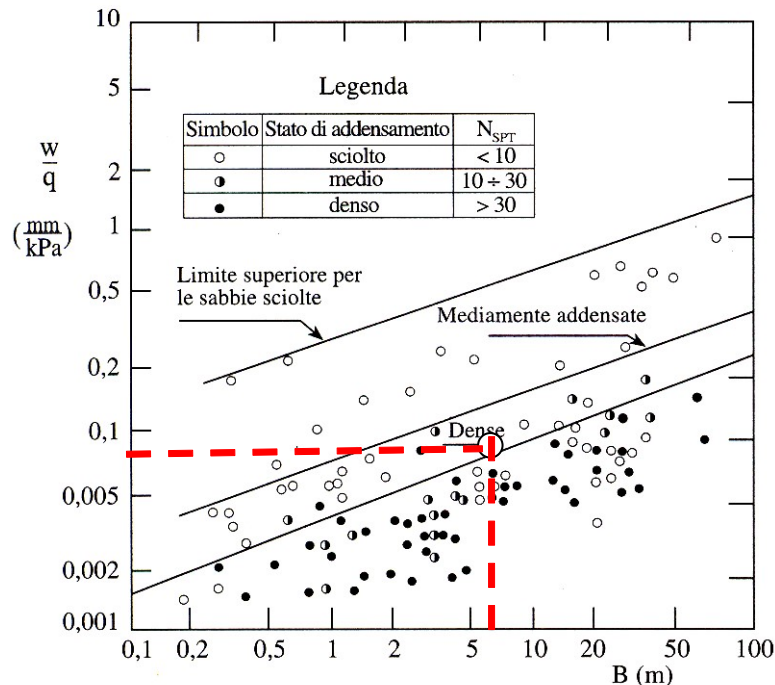 10
5
2
1
0,5
0,2
0,1
0,005
0,002
0,001
w
q
(mm
kPa)
Legenda
Simbolo Stato di addensamento N_SPT
sciolto < 10
medio 10 ÷ 30
denso > 30
Limite superiore per
le sabbie sciolte
Mediamente addensate
Dense
0,1 0,2 0,5 1 2 5 10 20 50 100
B (m)